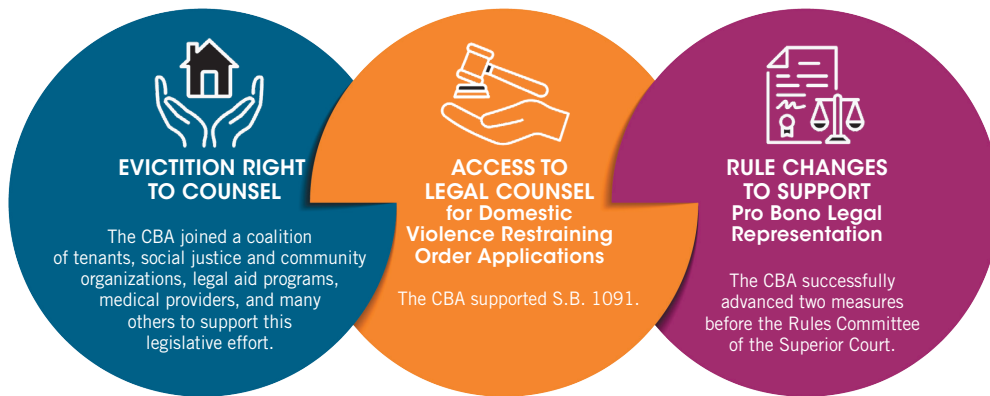 EVICTITION RIGHT
TO COUNSEL
The CBA joined a coalition
of tenants, social justice and community
organizations, legal aid programs,
medical providers, and many
others to support this
legislative effort.
ACCESS TO
LEGAL COUNSEL
for Domestic
Violence Restraining
Order Applications
The CBA supported S.B. 1091.
RULE CHANGES
TO SUPPORT
Pro Bono Legal
Representation
The CBA successfully
advanced two measures
before the Rules Committee
of the Superior Court.